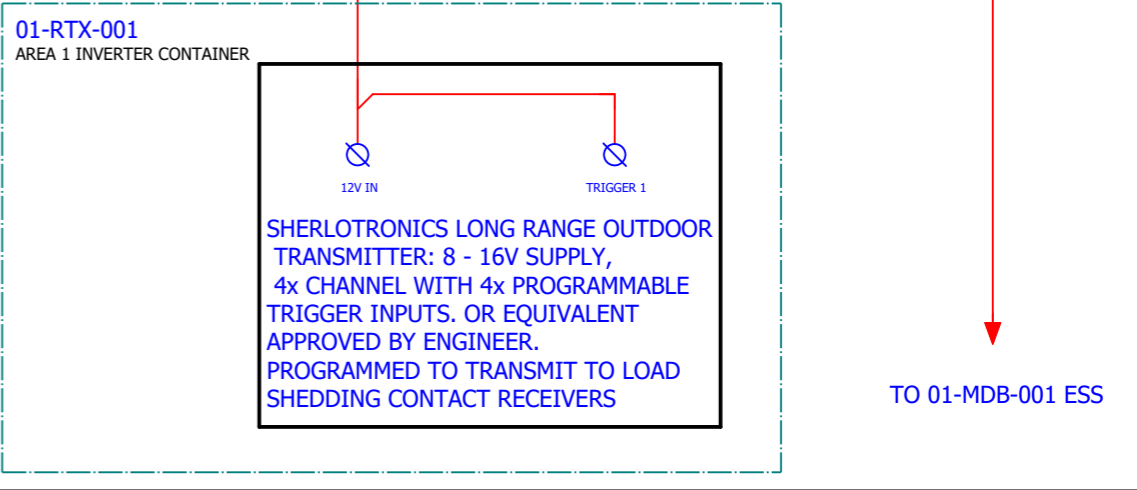 01-RTX-001
AREA 1 INVERTER CONTAINER
12V IN
TRIGGER 1
SHERLOTRONICS LONG RANGE OUTDOOR
TRANSMITTER: 8 - 16V SUPPLY,
4x CHANNEL WITH 4x PROGRAMMABLE
TRIGGER INPUTS. OR EQUIVALENT
APPROVED BY ENGINEER.
PROGRAMMED TO TRANSMIT TO LOAD
SHEDDING CONTACT RECEIVERS
TO 01-MDB-001 ESS